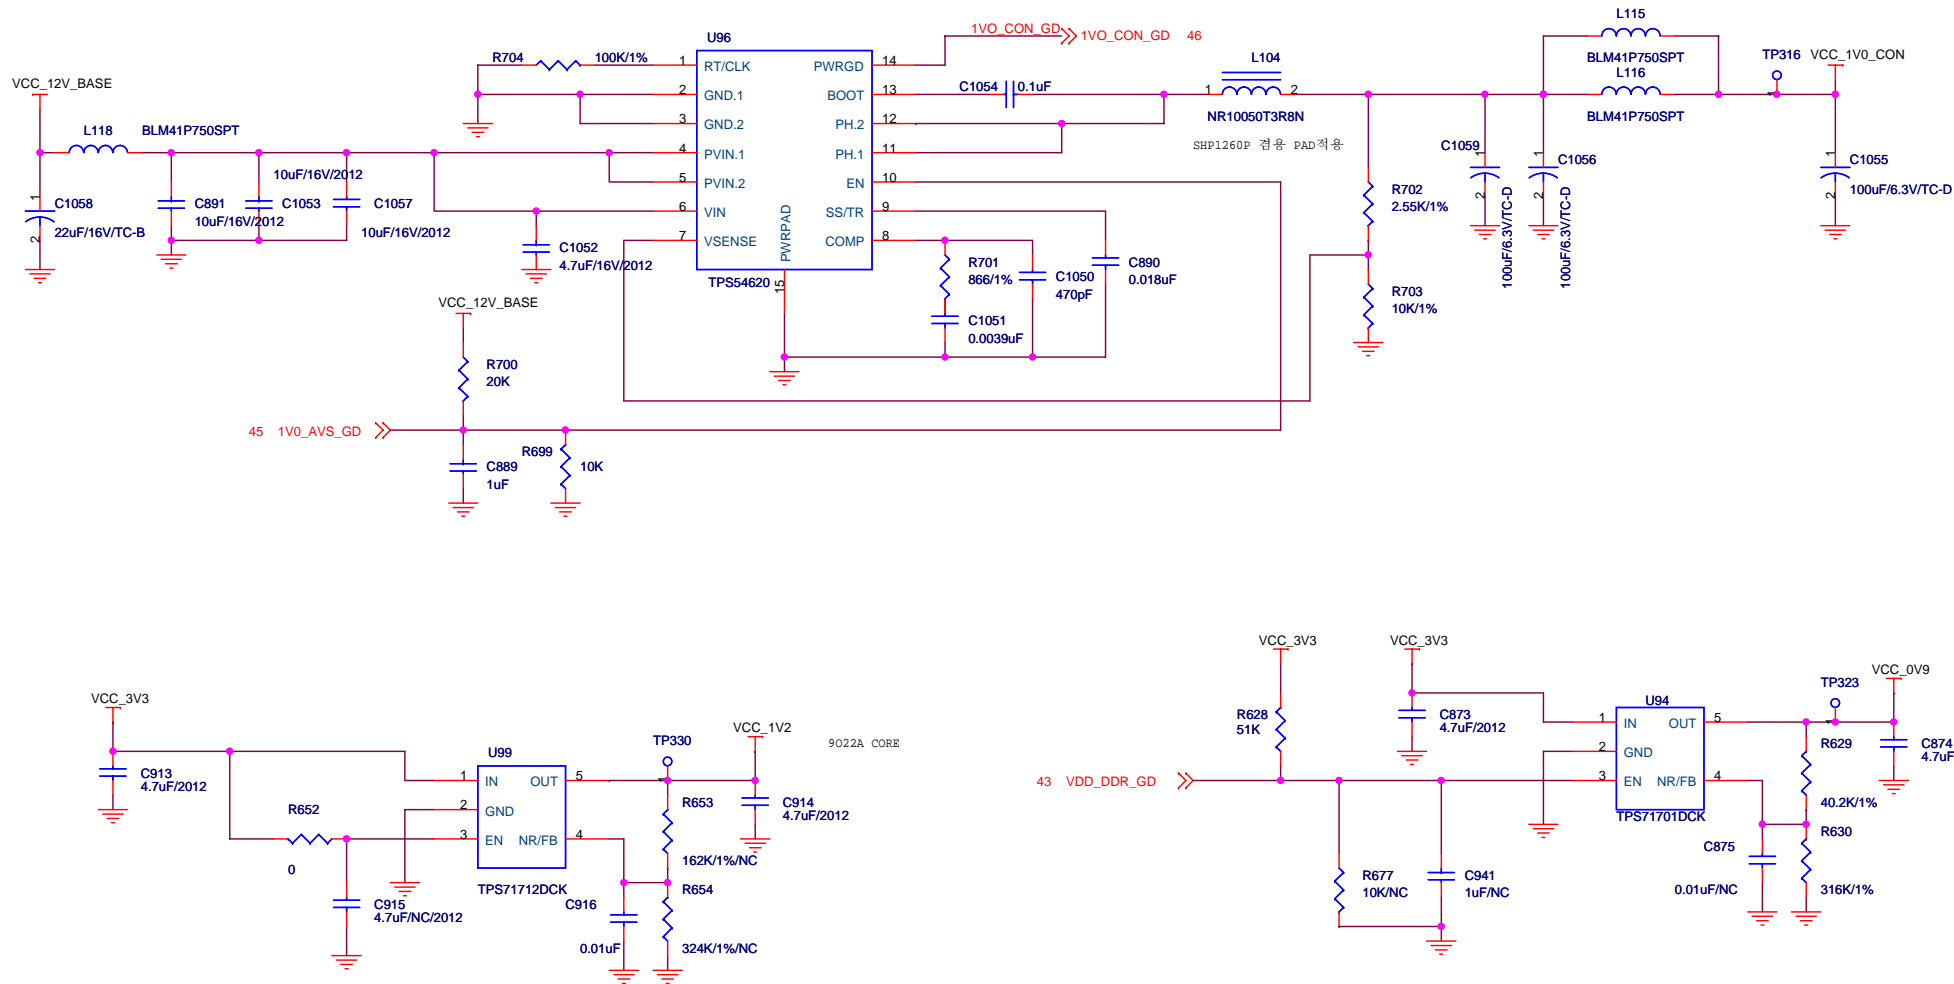 U96
R704
100K/1%
1
RT/CLK
2
GND.1
3
GND.2
4
PVIN.1
5
PVIN.2
6
VIN
7
VSENSE
PWRGD
14
BOOT
13
PH.2
12
PH.1
11
EN
10
SS/TR
9
COMP
8
PWRPAD
15
TPS54620
VCC_12V_BASE
L118
BLM41P750SPT
C1058
1
2
22uF/16V/TC-B
C891
10uF/16V/2012
C1053
10uF/16V/2012
C1057
10uF/16V/2012
C1052
4.7uF/16V/2012
1VO_CON_GD
1VO_CON_GD 46
C1054
0.1uF
L104
1
2
NR10050T3R8N
SHP1260P 겸용 PAD적용
R702
2.55K/1%
R703
10K/1%
C1059
1
2
100uF/6.3V/TC-D
C1056
1
2
100uF/6.3V/TC-D
L115
BLM41P750SPT
L116
BLM41P750SPT
TP316
VCC_1V0_CON
C1055
1
2
100uF/6.3V/TC-D
R701
866/1%
C1051
0.0039uF
C1050
470pF
C890
0.018uF
VCC_12V_BASE
R700
20K
45 1V0_AVS_GD
C889
1uF
R699
10K
VCC_3V3
C913
4.7uF/2012
R652
0
C915
4.7uF/NC/2012
U99
1
IN
2
GND
3
EN
OUT
5
NR/FB
4
TPS71712DCK
TP330
VCC_1V2
9022A CORE
R653
162K/1%/NC
C914
4.7uF/2012
R654
324K/1%/NC
C916
0.01uF
VCC_3V3
R628
51K
43 VDD_DDR_GD
R677
10K/NC
C941
1uF/NC
VCC_3V3
C873
4.7uF/2012
U94
1
IN
2
GND
3
EN
OUT
5
NR/FB
4
TPS71701DCK
TP323
VCC_0V9
R629
40.2K/1%
C874
4.7uF
R630
316K/1%
C875
0.01uF/NC